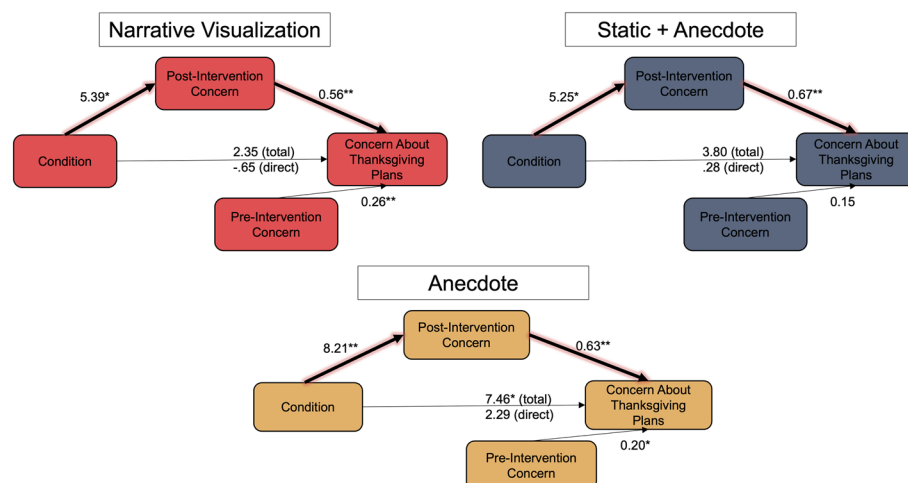 Narrative Visualization
Post-Intervention
Concern
5.39*
0.56**
Condition
2.35 (total)
-.65 (direct)
Concern About
Thanksgiving
Plans
0.26**
Pre-Intervention
Concern
Static + Anecdote
Post-Intervention
Concern
5.25*
0.67**
Condition
3.80 (total)
.28 (direct)
Concern About
Thanksgiving
Plans
0.15
Pre-Intervention
Concern
Anecdote
Post-Intervention
Concern
8.21**
0.63**
Condition
7.46* (total)
2.29 (direct)
Concern About
Thanksgiving
Plans
0.20*
Pre-Intervention
Concern